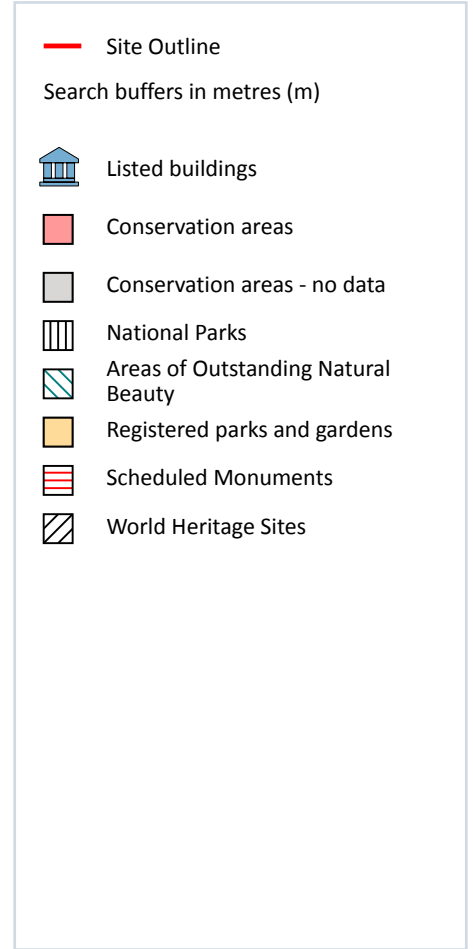 Site Outline
Search buffers in metres (m)
Listed buildings
Conservation areas
Conservation areas - no data
National Parks
Areas of Outstanding Natural
Beauty
Registered parks and gardens
Scheduled Monuments
World Heritage Sites